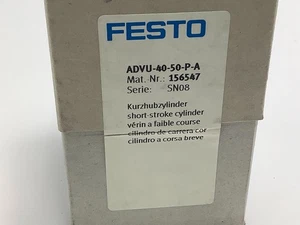 FESTO
ADVU-40-50-P-A
Mat.-Nr.: 156547
Serie: SN08
Kurzhubzylinder
short-stroke cylinder
vérin a faible course
cilindro de carrera cor
cilindro a corsa breve